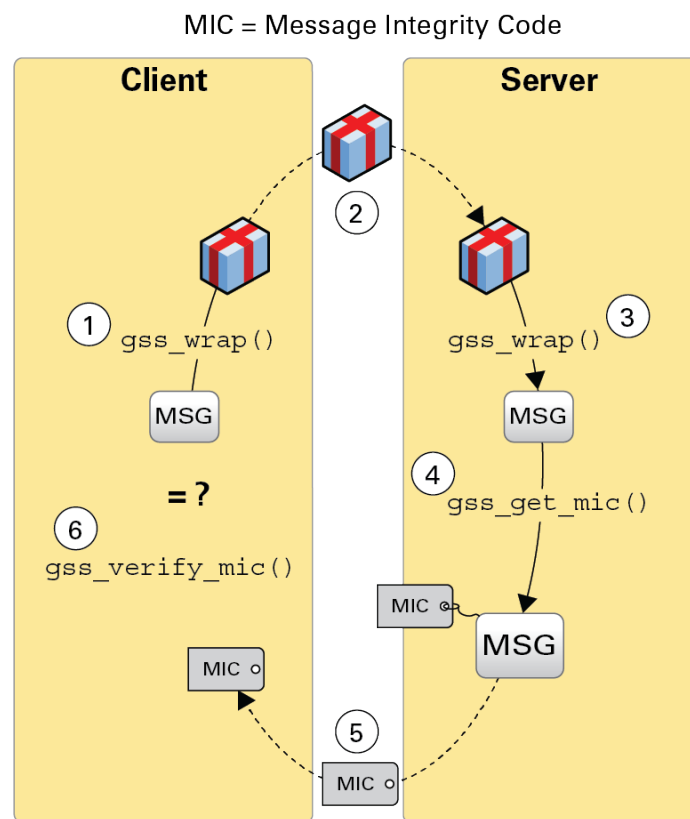 MIC = Message Integrity Code
Client
Server
2
1
gss_wrap()
3
gss_wrap()
MSG
MSG
= ?
4
gss_get_mic()
6
gss_verify_mic()
MIC
MSG
MIC
5
MIC